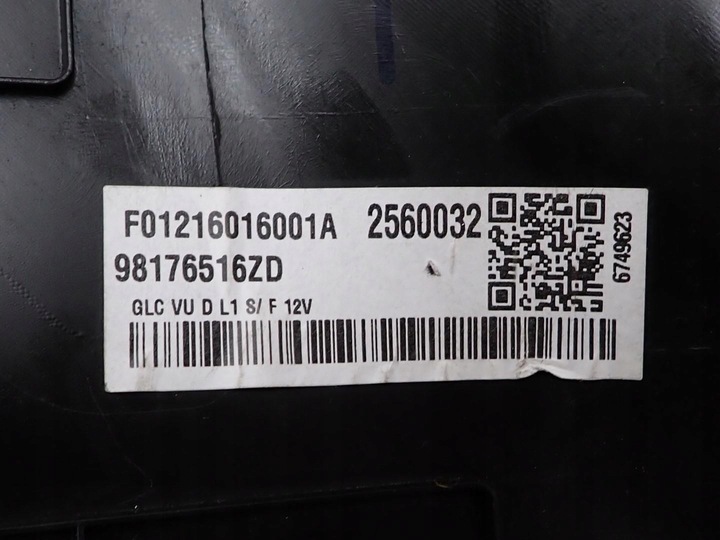 F01216016001A 2560032
98176516ZD
GLC VU D L1 S/ F 12V
6749623